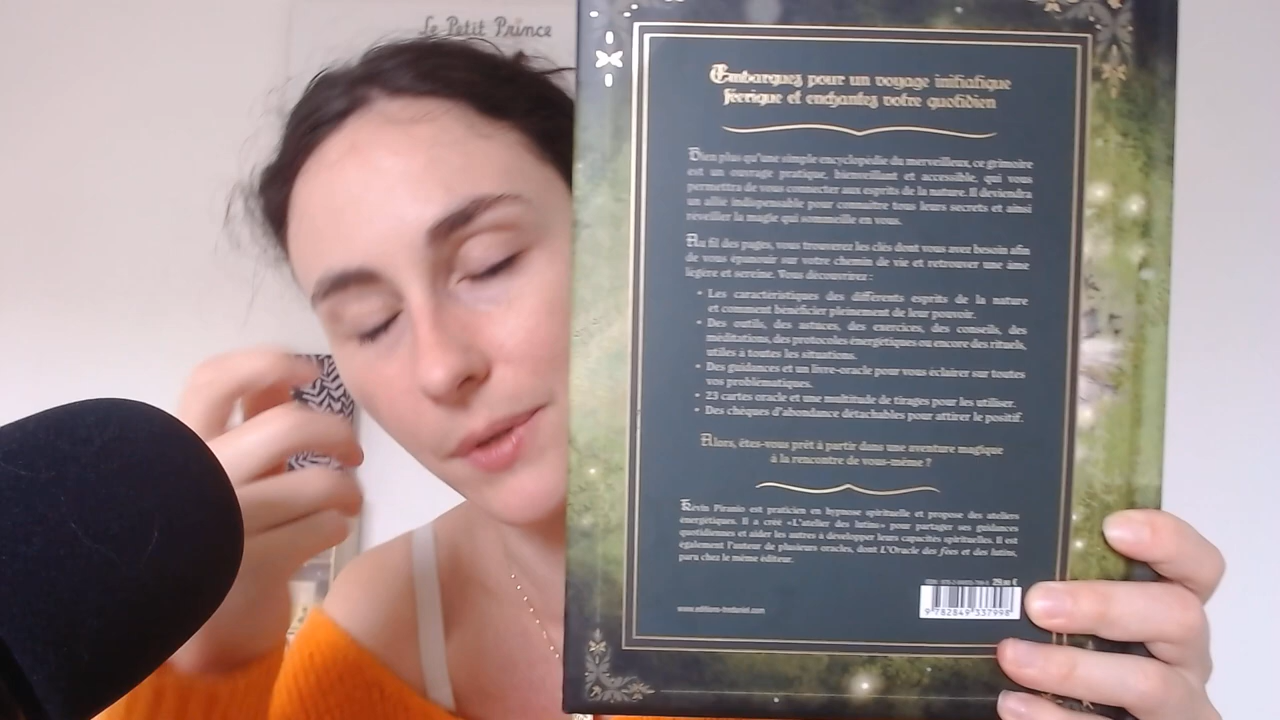 Le Petit Prince
Embarquez pour un voyage initiatique
féerique et enchantez votre quotidien
Bien plus qu'une simple encyclopédie du merveilleux, ce grimoire
est un ouvrage pratique, bienveillant et accessible, qui vous
permettra de vous connecter aux esprits de la nature. Il deviendra
un allié indispensable pour connaître tous leurs secrets et ainsi
réveiller la magie qui sommeille en vous.
Au fil des pages, vous trouverez les clés dont vous avez besoin afin
de vous épanouir sur votre chemin de vie et retrouver une âme
légère et sereine. Vous découvrirez :
• Les caractéristiques des différents esprits de la nature
et comment bénéficier pleinement de leur pouvoir.
• Des outils, des astuces, des exercices, des conseils, des
méditations, des protocoles énergétiques ou encore des rituels,
utiles à toutes les situations.
• Des guidances et un livre-oracle pour vous éclairer sur toutes
vos problématiques.
• 23 cartes oracle et une multitude de tirages pour les utiliser.
• Des chèques d'abondance détachables pour attirer le positif.
Alors, êtes-vous prêt à partir dans une aventure magique
à la rencontre de vous-même ?
Kévin Piranio est praticien en hypnose spirituelle et propose des ateliers
énergétiques. Il a créé «L'atelier des lutins» pour partager ses guidances
quotidiennes et aider les autres à développer leurs capacités spirituelles. Il est
également l'auteur de plusieurs oracles, dont L'Oracle des fées et des lutins,
paru chez le même éditeur.
29,90 €
9 782849 337998
www.editions-tredaniel.com